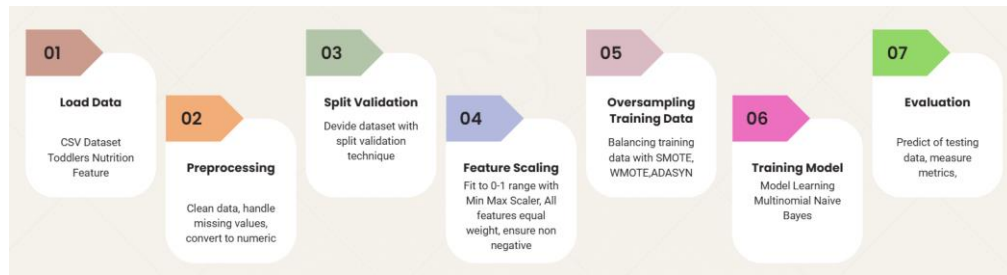 01
Load Data
CSV Dataset
Toddlers Nutrition
Feature
02
Preprocessing
Clean data, handle
missing values,
convert to numeric
03
Split Validation
Devide dataset with
split validation
technique
04
Feature Scaling
Fit to 0-1 range with
Min Max Scaler, All
features equal
weight, ensure non
negative
05
Oversampling
Training Data
Balancing training
data with SMOTE,
WMOTE,ADASYN
06
Training Model
Model Learning
Multinomial Naive
Bayes
07
Evaluation
Predict of testing
data, measure
metrics,